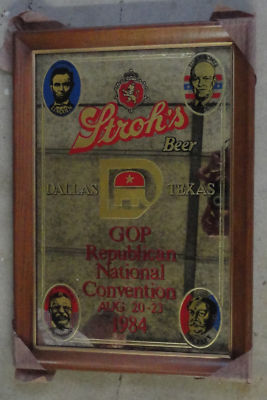 Stroh's
Beer
DALLAS TEXAS
GOP
Republican
National
Convention
AUG. 20-23
1984